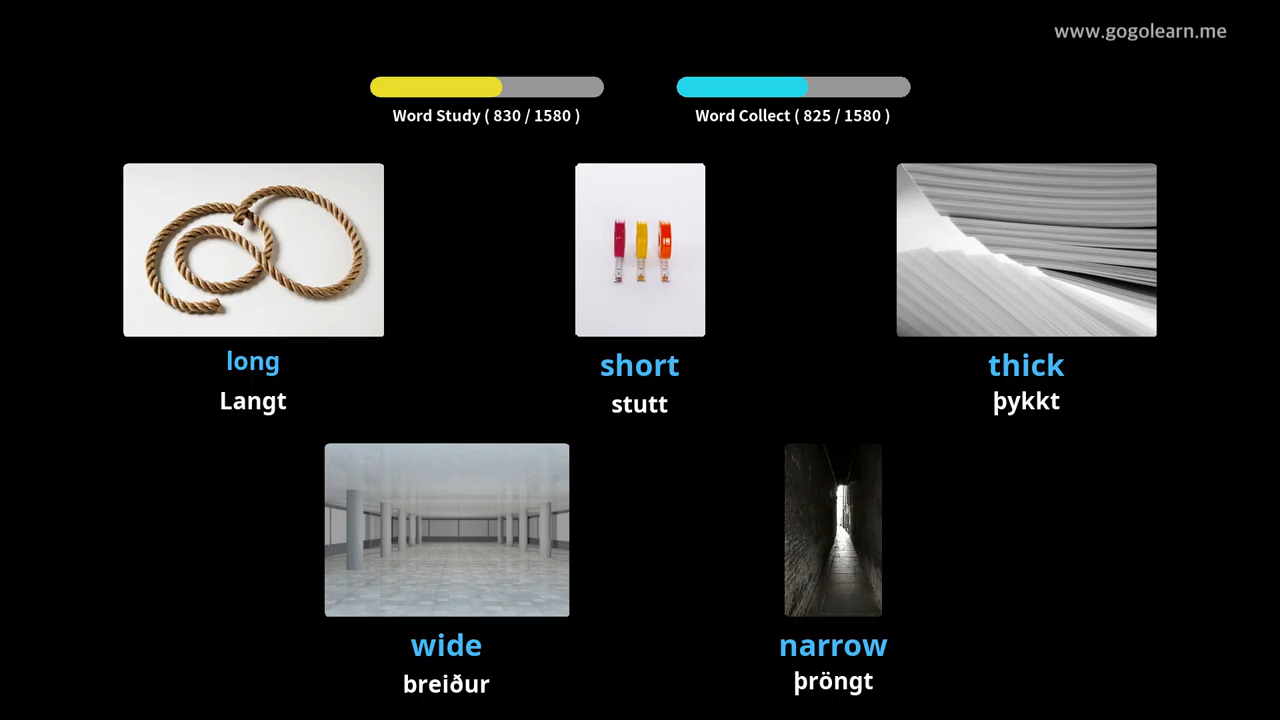 www.gogolearn.me
Word Study ( 830 / 1580 )
Word Collect ( 825 / 1580 )
long
Langt
short
stutt
thick
þykkt
wide
breiður
narrow
þröngt